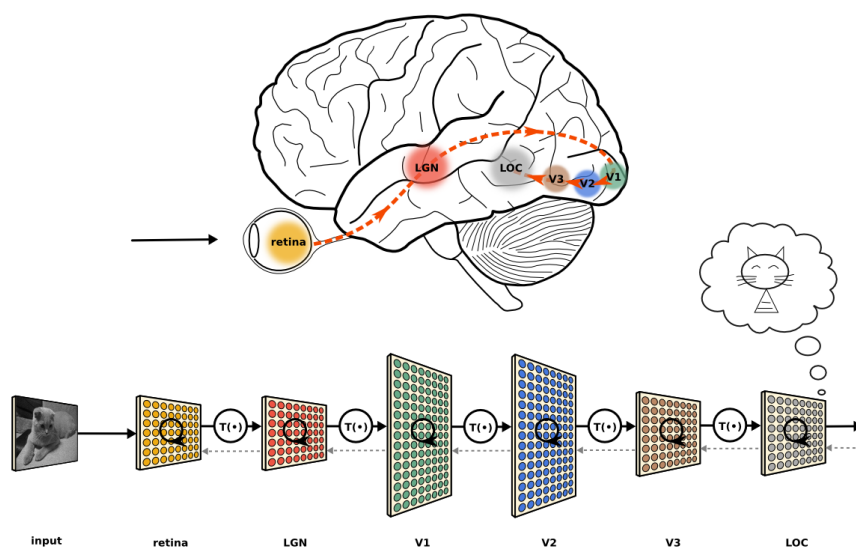 LGN
LOC
V3
V2
V1
retina
T(•)
T(•)
T(•)
T(•)
T(•)
input
retina
LGN
V1
V2
V3
LOC